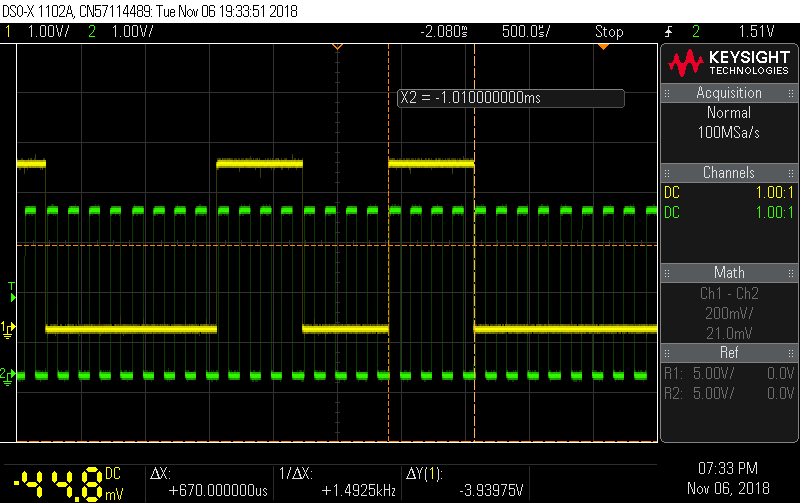 DSO-X 1102A, CN57114489: Tue Nov 06 19:33:51 2018
1 1.00V/ 2 1.00V/ -2.080ms 500.0us/ Stop 2 1.51V
X2 = -1.010000000ms
KEYSIGHT
TECHNOLOGIES
Acquisition
Normal
100MSa/s
Channels
DC 1.00:1
DC 1.00:1
Math
Ch1 - Ch2
200mV/
21.0mV
Ref
R1: 5.00V/ 0.0V
R2: 5.00V/ 0.0V
T
1
2
-44.8 DC mV
ΔX:
+670.000000us
1/ΔX:
+1.4925kHz
ΔY(1):
-3.93975V
07:33 PM
Nov 06, 2018